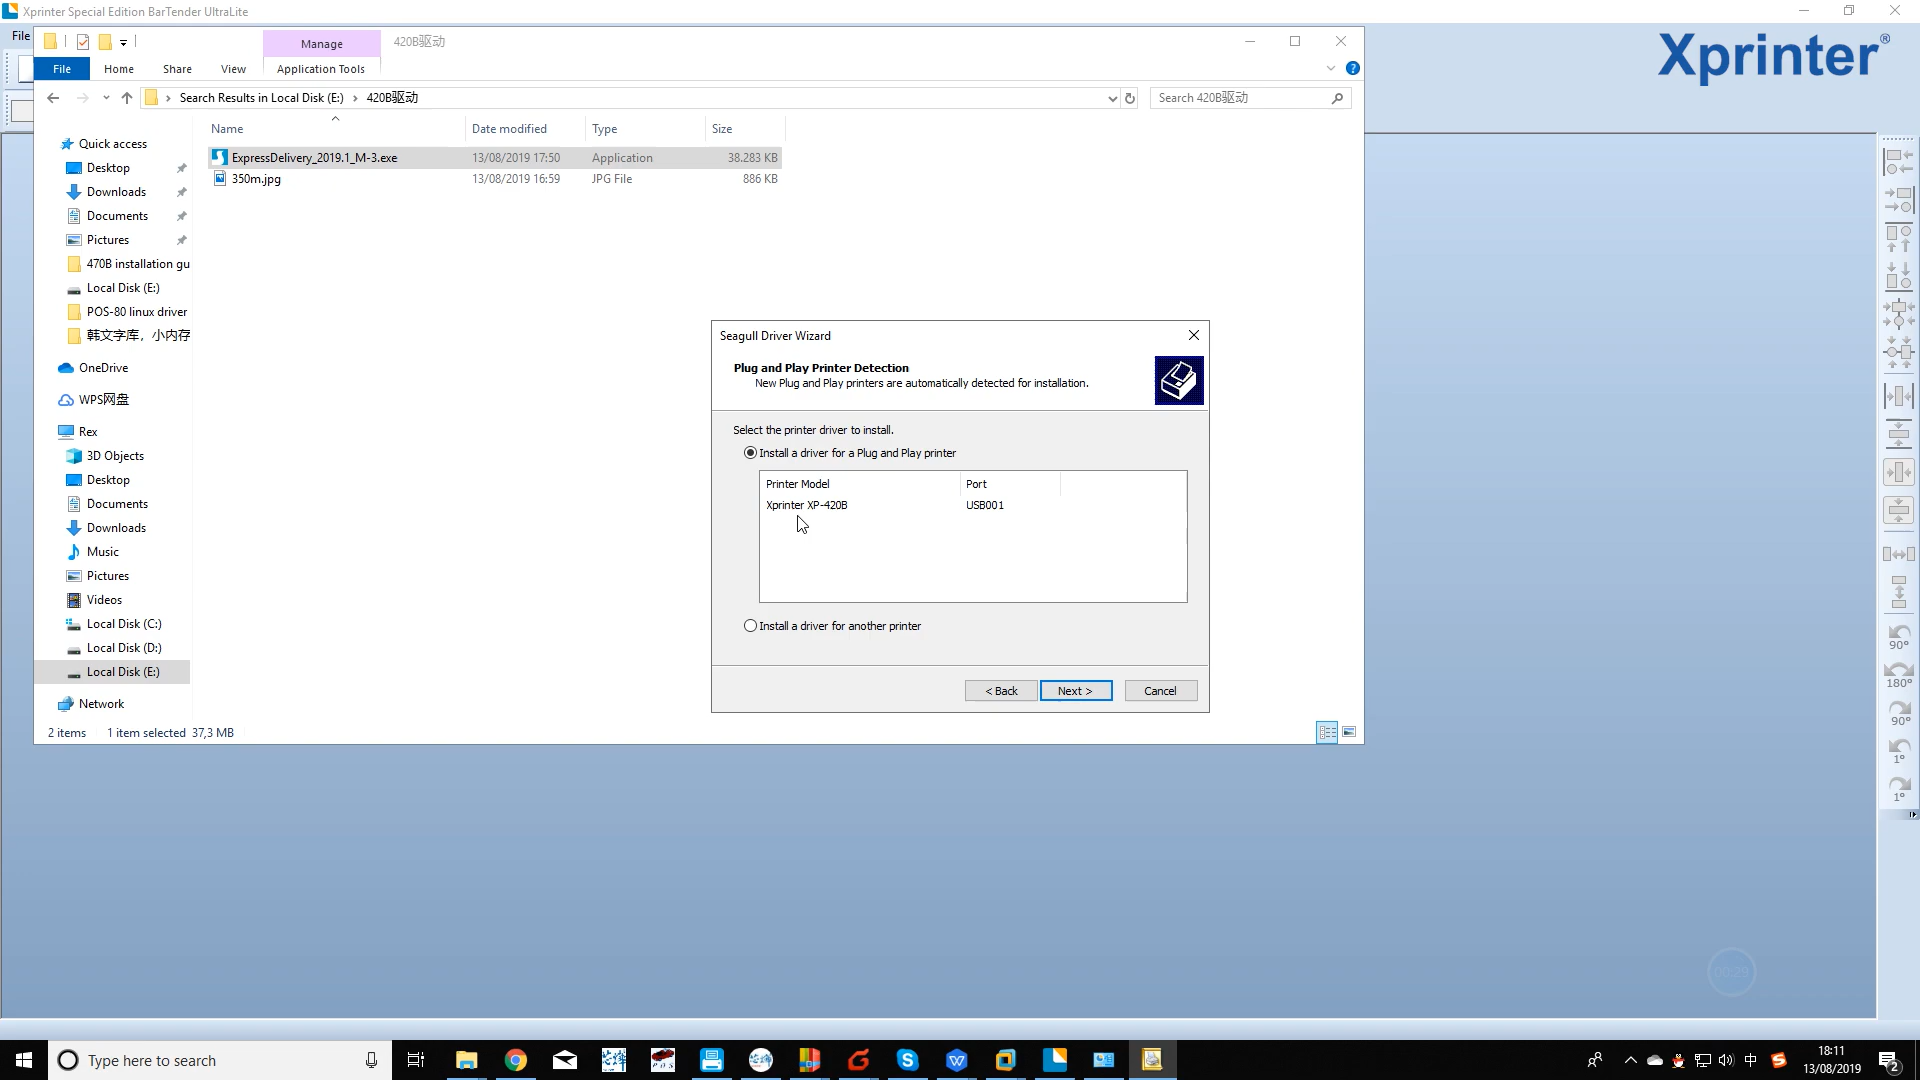 Xprinter Special Edition BarTender UltraLite
File
Manage
420B驱动
Xprinter®
File
Home
Share
View
Application Tools
Search Results in Local Disk (E:)
420B驱动
Search 420B驱动
Name
Date modified
Type
Size
Quick access
ExpressDelivery_2019.1_M-3.exe
13/08/2019 17:50
Application
38.283 KB
Desktop
350m.jpg
13/08/2019 16:59
JPG File
886 KB
Downloads
Documents
Pictures
470B installation gu
Local Disk (E:)
POS-80 linux driver
韩文字库，小内存
OneDrive
WPS网盘
Rex
3D Objects
Desktop
Documents
Downloads
Music
Pictures
Videos
Local Disk (C:)
Local Disk (D:)
Local Disk (E:)
Network
2 items
1 item selected 37,3 MB
Seagull Driver Wizard
Plug and Play Printer Detection
New Plug and Play printers are automatically detected for installation.
Select the printer driver to install.
Install a driver for a Plug and Play printer
Printer Model
Port
Xprinter XP-420B
USB001
Install a driver for another printer
< Back
Next >
Cancel
90°
180°
90°
1°
1°
00:29
Type here to search
中
18:11
13/08/2019
2